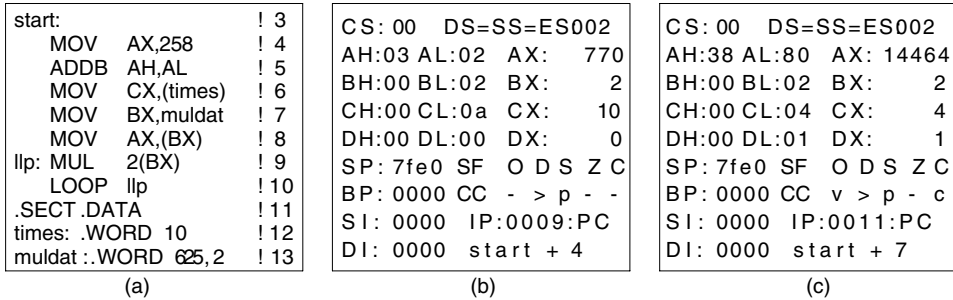 start: ! 3
MOV AX,258 ! 4
ADDB AH,AL ! 5
MOV CX,(times) ! 6
MOV BX,muldat ! 7
MOV AX,(BX) ! 8
llp: MUL 2(BX) ! 9
LOOP llp ! 10
.SECT .DATA ! 11
times: .WORD 10 ! 12
muldat :.WORD 625,2 ! 13
(a)
CS: 00 DS=SS=ES002
AH:03 AL:02 AX: 770
BH:00 BL:02 BX: 2
CH:00 CL:0a CX: 10
DH:00 DL:00 DX: 0
SP: 7fe0 SF O D S Z C
BP: 0000 CC - > p - -
SI: 0000 IP:0009:PC
DI: 0000 start + 4
(b)
CS: 00 DS=SS=ES002
AH:38 AL:80 AX: 14464
BH:00 BL:02 BX: 2
CH:00 CL:04 CX: 4
DH:00 DL:01 DX: 1
SP: 7fe0 SF O D S Z C
BP: 0000 CC v > p - c
SI: 0000 IP:0011:PC
DI: 0000 start + 7
(c)